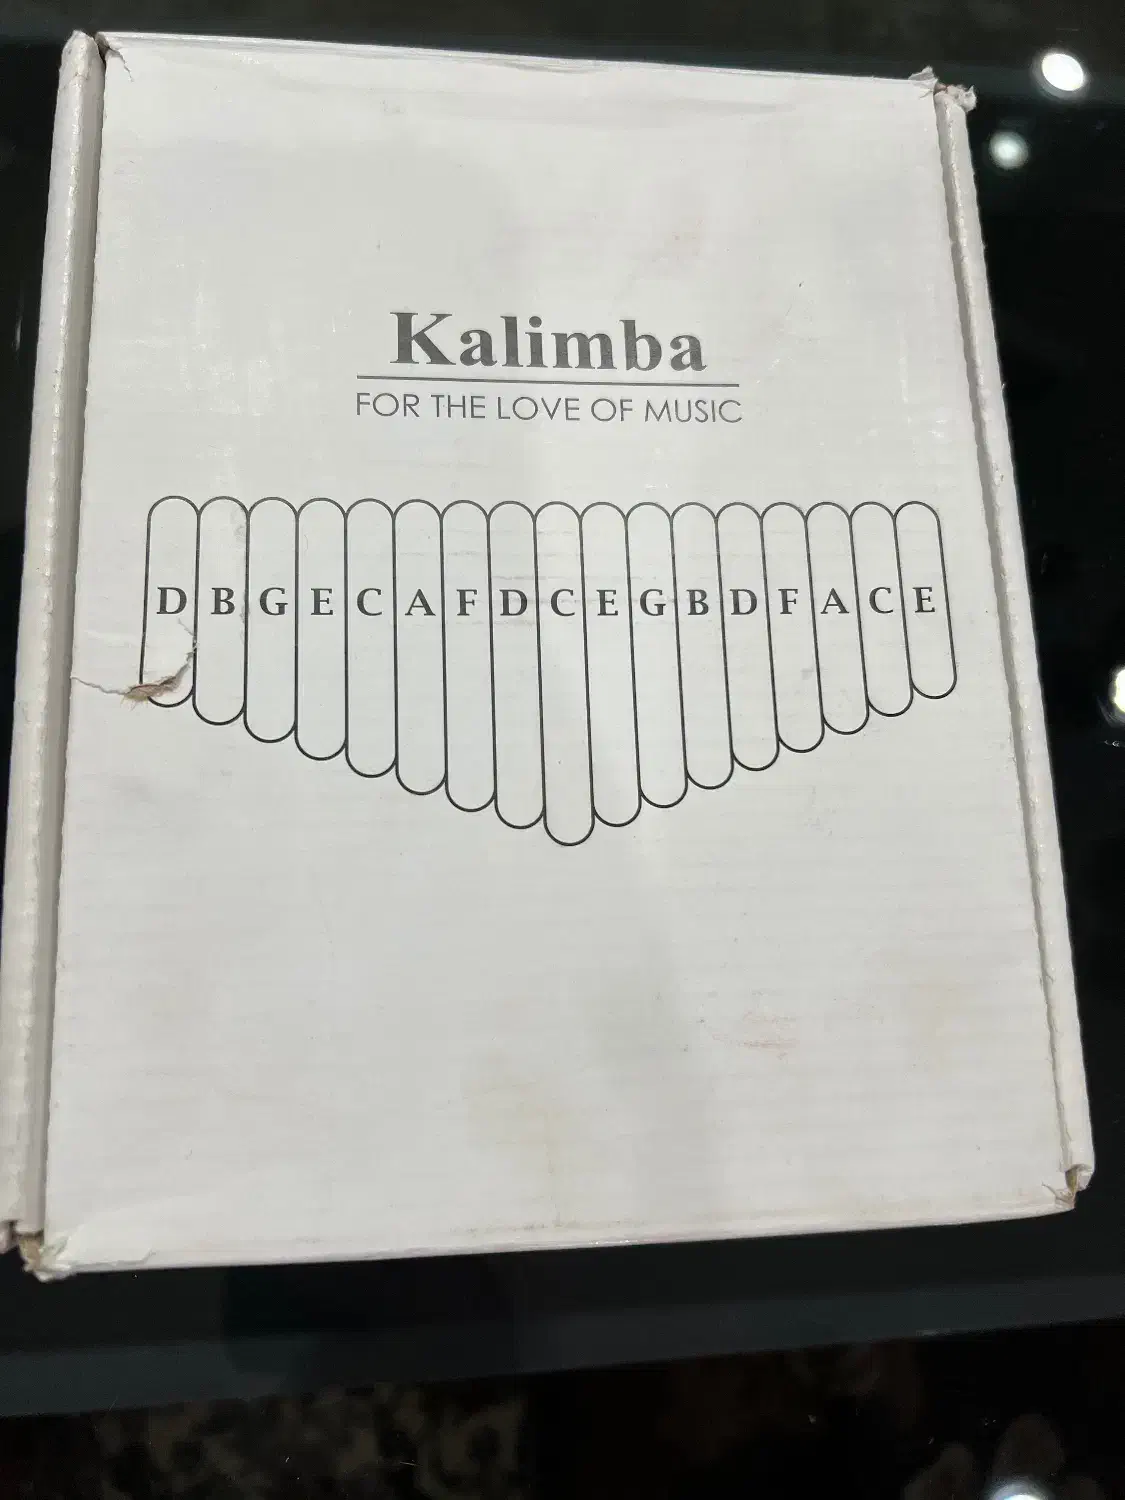 Kalimba
FOR THE LOVE OF MUSIC
D B G E C A F D C E G B D F A C E